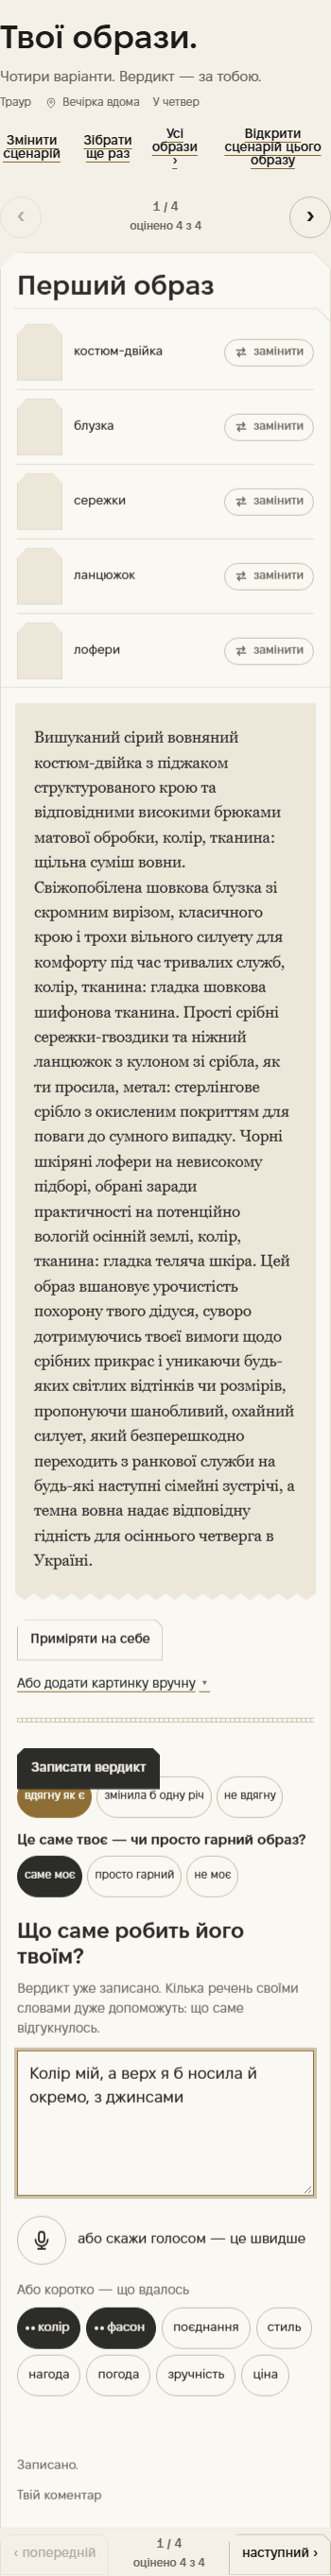 Твої образи.
Чотири варіанти. Вердикт — за тобою.
Траур Вечірка вдома У четвер
Змінити сценарій
Зібрати ще раз
Усі образи ›
Відкрити сценарій цього образу
‹
1 / 4
оцінено 4 з 4
›
Перший образ
костюм-двійка замінити
блузка замінити
сережки замінити
ланцюжок замінити
лофери замінити
Вишуканий сірий вовняний
костюм-двійка з піджаком
структурованого крою та
відповідними високими брюками
матової обробки, колір, тканина:
щільна суміш вовни.
Свіжопобілена шовкова блузка зі
скромним вирізом, класичного
крою і трохи вільного силуету для
комфорту під час тривалих служб,
колір, тканина: гладка шовкова
шифонова тканина. Прості срібні
сережки-гвоздики та ніжний
ланцюжок з кулоном зі срібла, як
ти просила, метал: стерлінгове
срібло з окисленим покриттям для
поваги до сумного випадку. Чорні
шкіряні лофери на невисокому
підборі, обрані заради
практичності на потенційно
вологій осінній землі, колір,
тканина: гладка теляча шкіра. Цей
образ вшановує урочистість
похорону твого дідуся, суворо
дотримуючись твоєї вимоги щодо
срібних прикрас і уникаючи будь-
яких світлих відтінків чи розмірів,
пропонуючи шанобливий, охайний
силует, який безперешкодно
переходить з ранкової служби на
будь-які наступні сімейні зустрічі, а
темна вовна надає відповідну
гідність для осіннього четверга в
Україні.
Приміряти на себе
Або додати картинку вручну
Записати вердикт
вдягну як є змінила б одну річ не вдягну
Це саме твоє — чи просто гарний образ?
саме моє просто гарний не моє
Що саме робить його
твоїм?
Вердикт уже записано. Кілька речень своїми
словами дуже допоможуть: що саме
відгукнулось.
Колір мій, а верх я б носила й
окремо, з джинсами
або скажи голосом — це швидше
Або коротко — що вдалось
•• колір •• фасон поєднання стиль
нагода погода зручність ціна
Записано.
Твій коментар
‹ попередній
1 / 4
оцінено 4 з 4
наступний ›